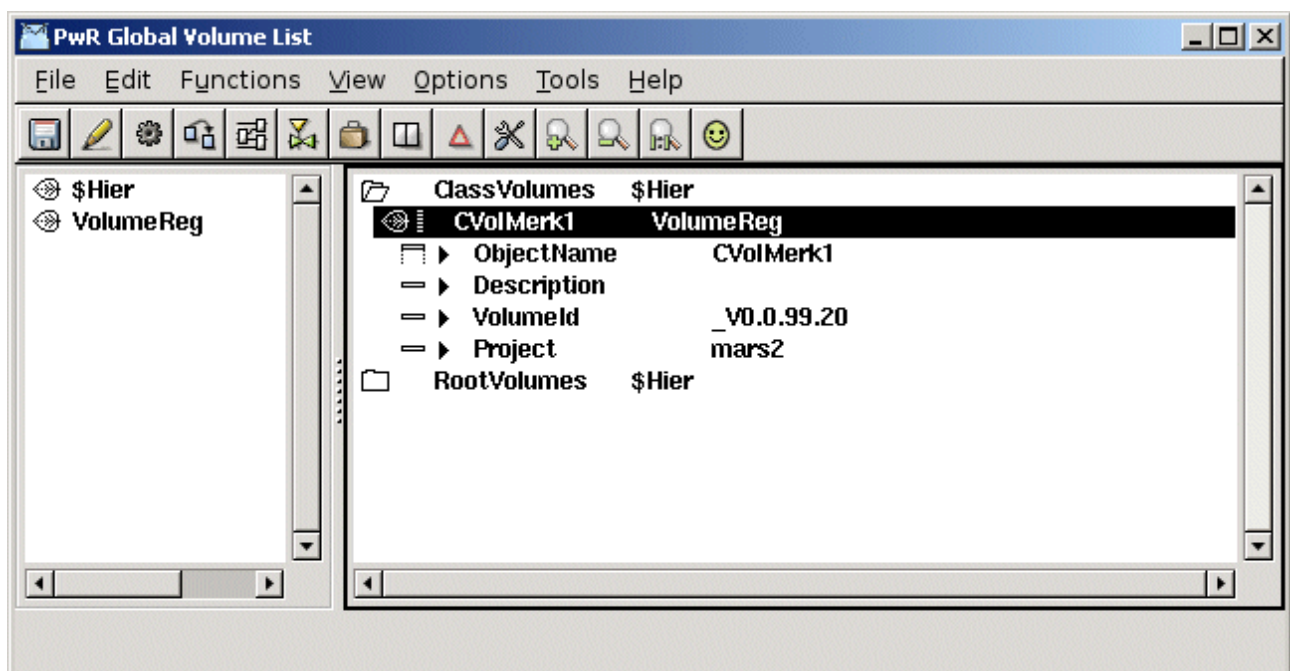 PwR Global Volume List
File Edit Functions View Options Tools Help
$Hier
VolumeReg
ClassVolumes $Hier
CVolMerk1 VolumeReg
ObjectName CVolMerk1
Description
VolumeId _V0.0.99.20
Project mars2
RootVolumes $Hier